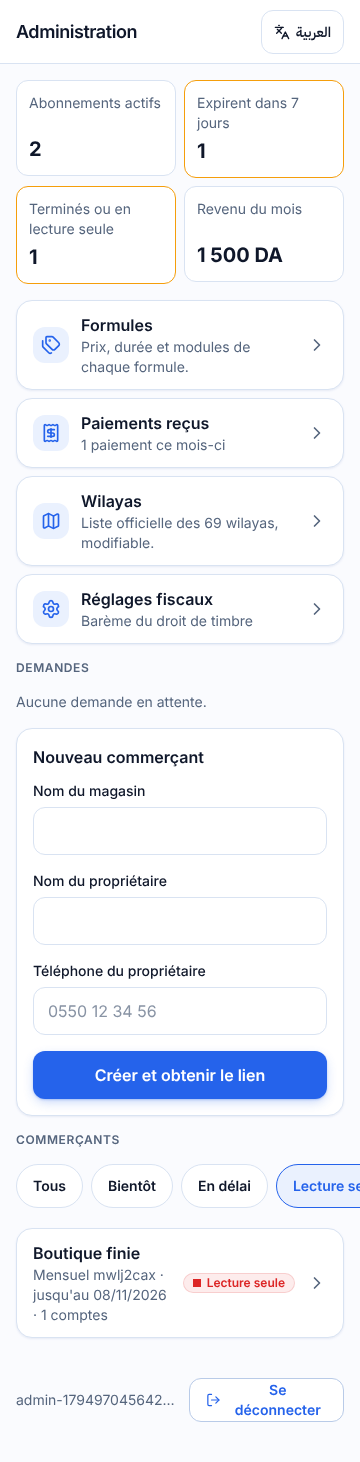 Administration
العربية
Abonnements actifs
2
Expirent dans 7
jours
1
Terminés ou en
lecture seule
1
Revenu du mois
1 500 DA
Formules
Prix, durée et modules de
chaque formule.
Paiements reçus
1 paiement ce mois-ci
Wilayas
Liste officielle des 69 wilayas,
modifiable.
Réglages fiscaux
Barème du droit de timbre
DEMANDES
Aucune demande en attente.
Nouveau commerçant
Nom du magasin
Nom du propriétaire
Téléphone du propriétaire
0550 12 34 56
Créer et obtenir le lien
COMMERÇANTS
Tous
Bientôt
En délai
Lecture se
Boutique finie
Mensuel mwlj2cax ·
jusqu'au 08/11/2026
· 1 comptes
Lecture seule
admin-179497045642...
Se
déconnecter